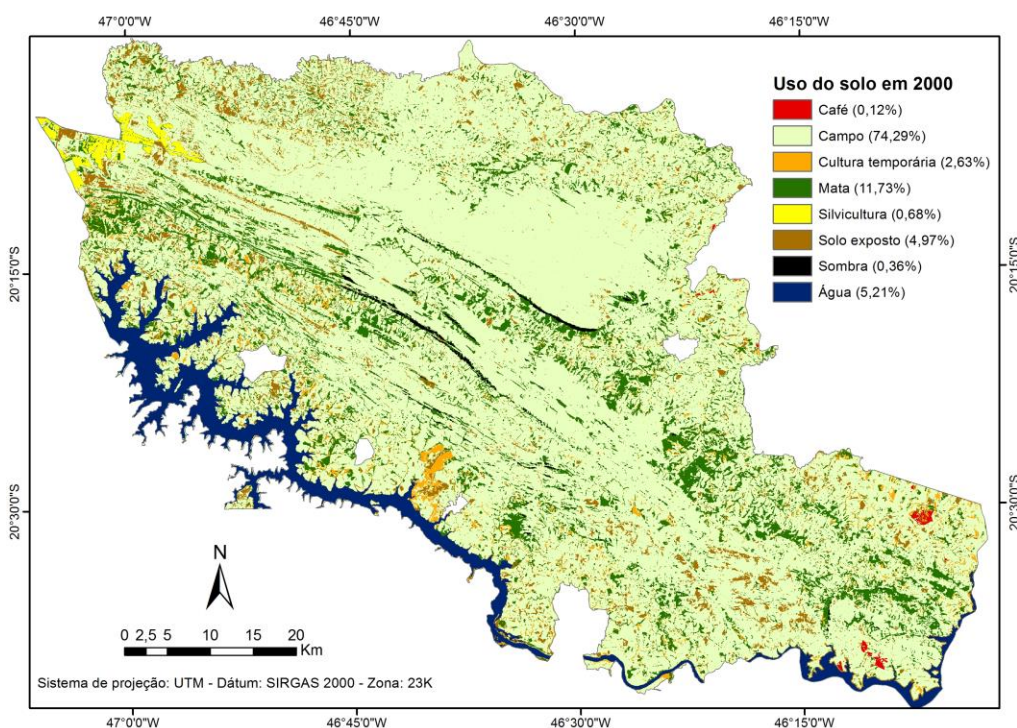 47°0'0"W 46°45'0"W 46°30'0"W 46°15'0"W
Uso do solo em 2000
Café (0,12%)
Campo (74,29%)
Cultura temporária (2,63%)
Mata (11,73%)
Silvicultura (0,68%)
Solo exposto (4,97%)
Sombra (0,36%)
Água (5,21%)
20°15'0"S 20°15'0"S
20°30'0"S 20°30'0"S
N
0 2,5 5 10 15 20
Km
Sistema de projeção: UTM - Dátum: SIRGAS 2000 - Zona: 23K
47°0'0"W 46°45'0"W 46°30'0"W 46°15'0"W